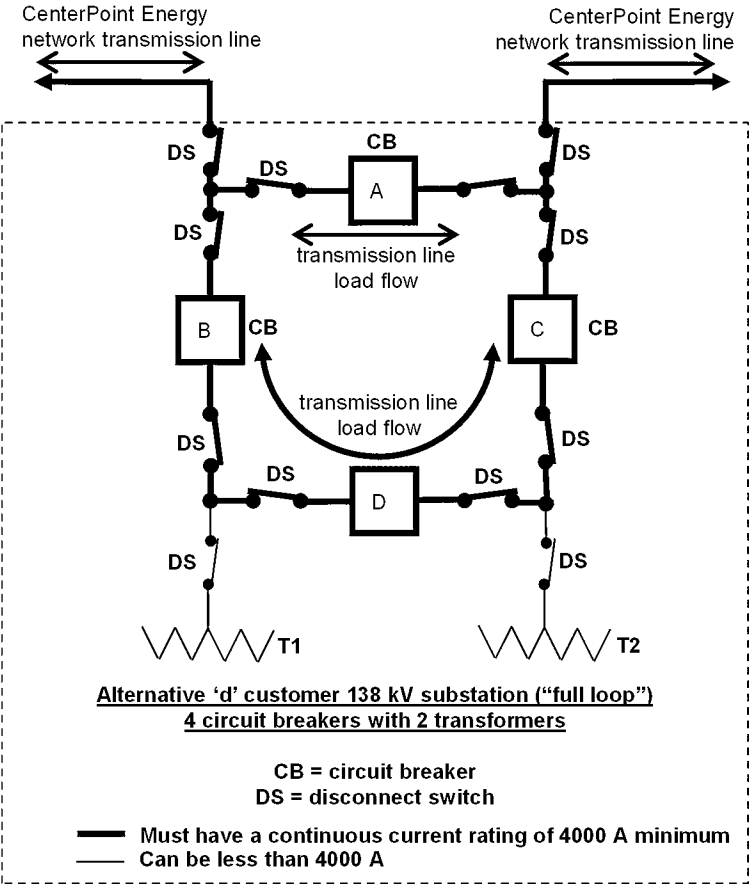 CenterPoint Energy
network transmission line
CenterPoint Energy
network transmission line
DS
DS
CB
A
DS
DS
transmission line
load flow
DS
B
CB
C
CB
transmission line
load flow
DS
DS
DS
D
DS
DS
DS
T1
T2
Alternative ‘d’ customer 138 kV substation (“full loop”)
4 circuit breakers with 2 transformers
CB = circuit breaker
DS = disconnect switch
Must have a continuous current rating of 4000 A minimum
Can be less than 4000 A